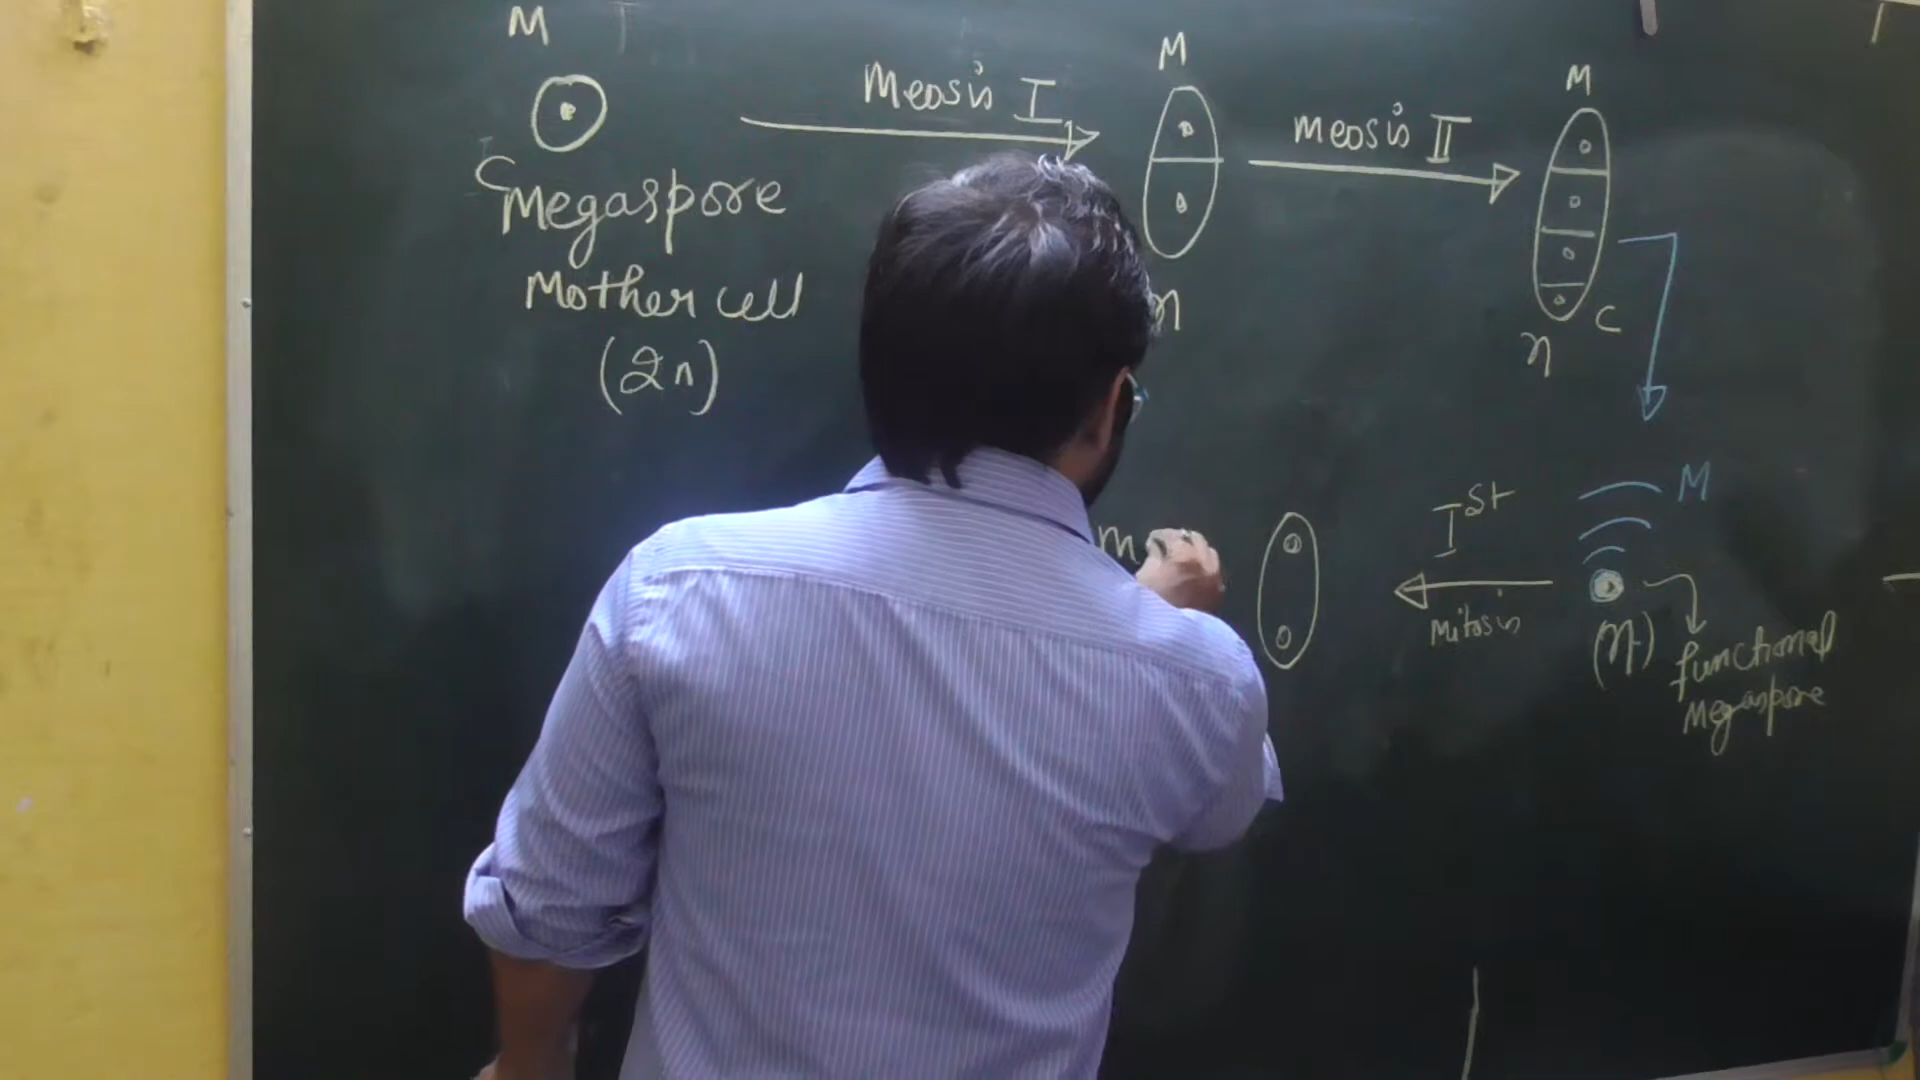 M
M
M
Meosis I
meosis II
C
Megaspore
Mother cell
(2n)
n
C
n
M
Ist
m
Mitosis
(n)
functional
Megaspore